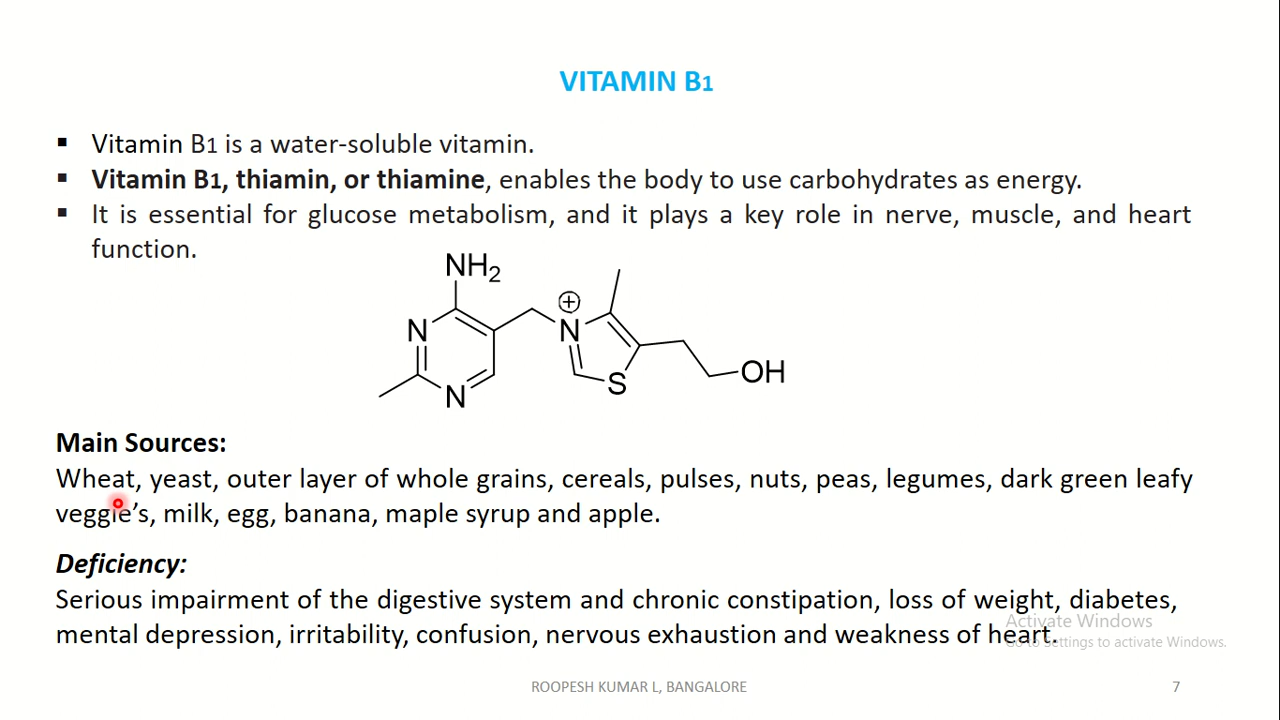 VITAMIN B1
▪ Vitamin B1 is a water-soluble vitamin.
▪ Vitamin B1, thiamin, or thiamine, enables the body to use carbohydrates as energy.
▪ It is essential for glucose metabolism, and it plays a key role in nerve, muscle, and heart
function.
NH2
N
N
N
S
OH
Main Sources:
Wheat, yeast, outer layer of whole grains, cereals, pulses, nuts, peas, legumes, dark green leafy
veggie's, milk, egg, banana, maple syrup and apple.
Deficiency:
Serious impairment of the digestive system and chronic constipation, loss of weight, diabetes,
mental depression, irritability, confusion, nervous exhaustion and weakness of heart.
Activate Windows
Go to Settings to activate Windows.
ROOPESH KUMAR L, BANGALORE
7